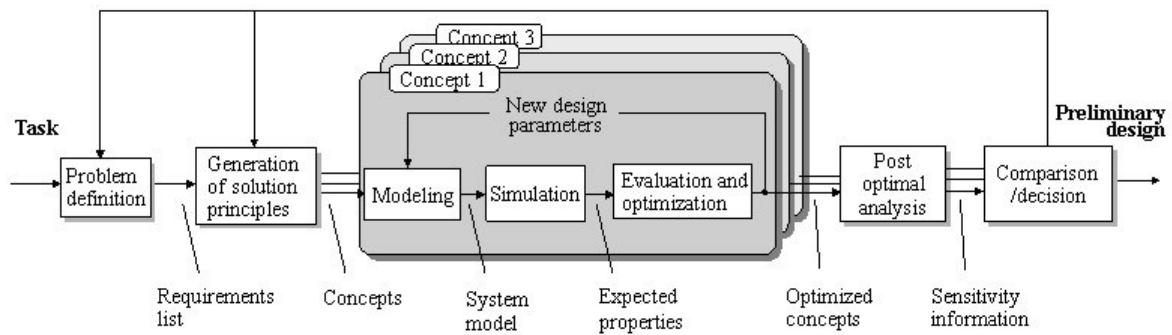 Concept 3
Concept 2
Concept 1
New design
parameters
Task
Preliminary
design
Problem
definition
Generation
of solution
principles
Modeling
Simulation
Evaluation and
optimization
Post
optimal
analysis
Comparison
/decision
Requirements
list
Concepts
System
model
Expected
properties
Optimized
concepts
Sensitivity
information